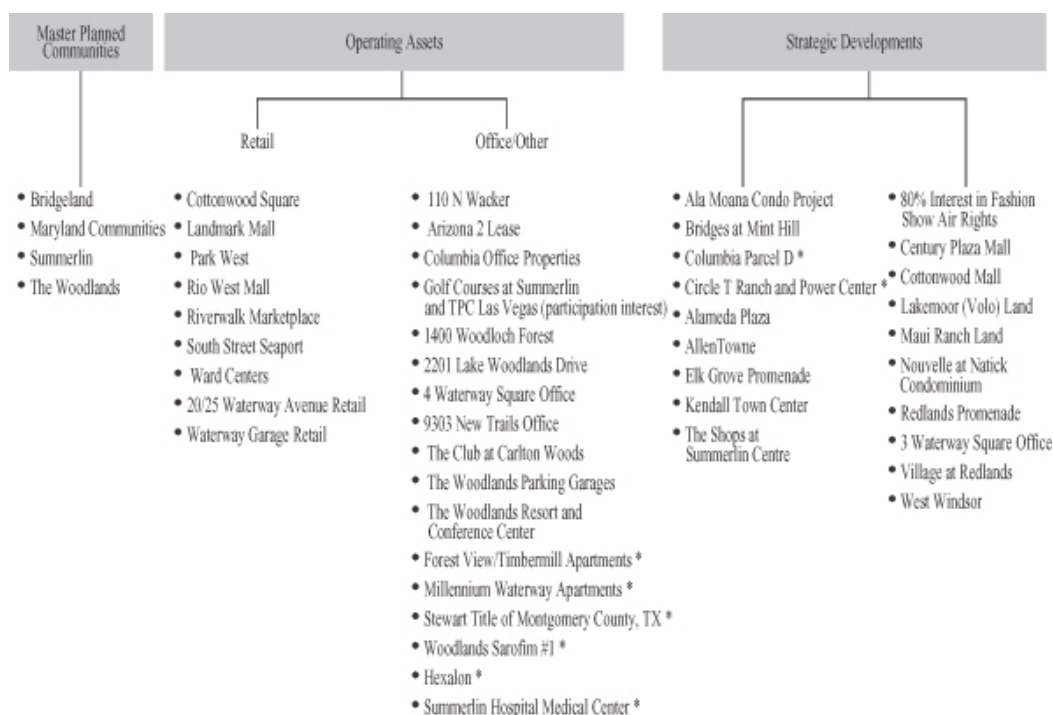 Master Planned
Communities
Operating Assets
Strategic Developments
Retail
Office/Other
• Bridgeland
• Maryland Communities
• Summerlin
• The Woodlands
• Cottonwood Square
• Landmark Mall
• Park West
• Rio West Mall
• Riverwalk Marketplace
• South Street Seaport
• Ward Centers
• 20/25 Waterway Avenue Retail
• Waterway Garage Retail
• 110 N Wacker
• Arizona 2 Lease
• Columbia Office Properties
• Golf Courses at Summerlin
and TPC Las Vegas (participation interest)
• 1400 Woodloch Forest
• 2201 Lake Woodlands Drive
• 4 Waterway Square Office
• 9303 New Trails Office
• The Club at Carlton Woods
• The Woodlands Parking Garages
• The Woodlands Resort and
Conference Center
• Forest View/Timbermill Apartments *
• Millennium Waterway Apartments *
• Stewart Title of Montgomery County, TX *
• Woodlands Sarofim #1 *
• Hexalon *
• Summerlin Hospital Medical Center *
• Ala Moana Condo Project
• Bridges at Mint Hill
• Columbia Parcel D *
• Circle T Ranch and Power Center *
• Alameda Plaza
• AllenTowne
• Elk Grove Promenade
• Kendall Town Center
• The Shops at
Summerlin Centre
• 80% Interest in Fashion
Show Air Rights
• Century Plaza Mall
• Cottonwood Mall
• Lakemoor (Volo) Land
• Maui Ranch Land
• Nouvelle at Natick
Condominium
• Redlands Promenade
• 3 Waterway Square Office
• Village at Redlands
• West Windsor